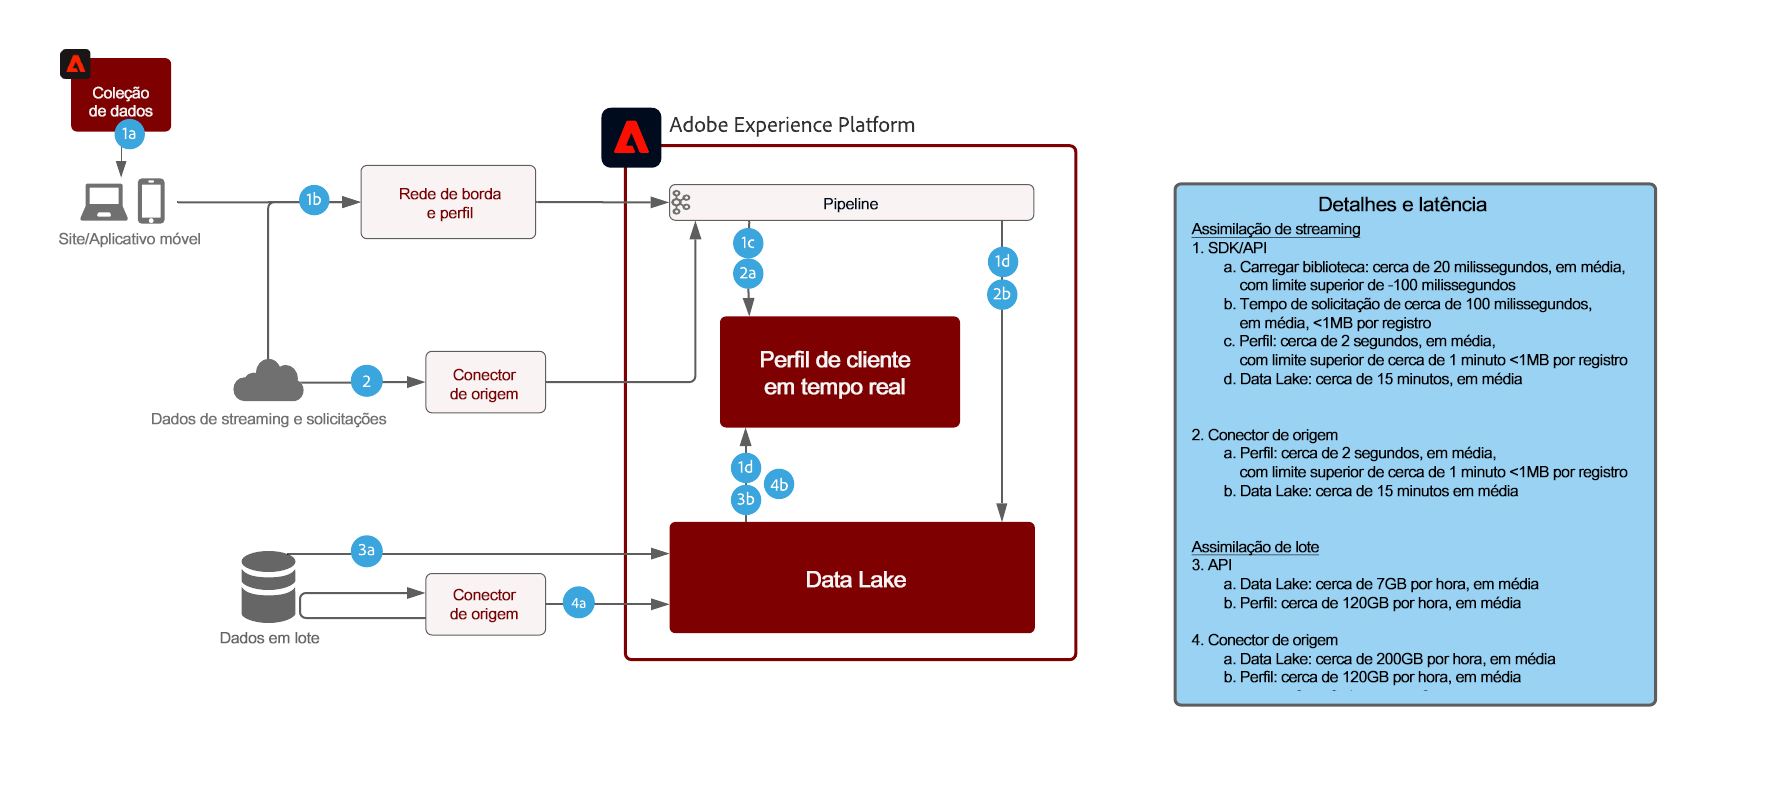 Coleção
de dados
1a
Site/Aplicativo móvel
1b
Rede de borda
e perfil
Adobe Experience Platform
Pipeline
1c
2a
1d
2b
Perfil de cliente
em tempo real
2
Conector
de origem
Dados de streaming e solicitações
1d
3b
4b
3a
Data Lake
Conector
de origem
4a
Dados em lote
Detalhes e latência
Assimilação de streaming
1. SDK/API
a. Carregar biblioteca: cerca de 20 milissegundos, em média,
com limite superior de -100 milissegundos
b. Tempo de solicitação de cerca de 100 milissegundos,
em média, <1MB por registro
c. Perfil: cerca de 2 segundos, em média,
com limite superior de cerca de 1 minuto <1MB por registro
d. Data Lake: cerca de 15 minutos, em média
2. Conector de origem
a. Perfil: cerca de 2 segundos, em média,
com limite superior de cerca de 1 minuto <1MB por registro
b. Data Lake: cerca de 15 minutos em média
Assimilação de lote
3. API
a. Data Lake: cerca de 7GB por hora, em média
b. Perfil: cerca de 120GB por hora, em média
4. Conector de origem
a. Data Lake: cerca de 200GB por hora, em média
b. Perfil: cerca de 120GB por hora, em média